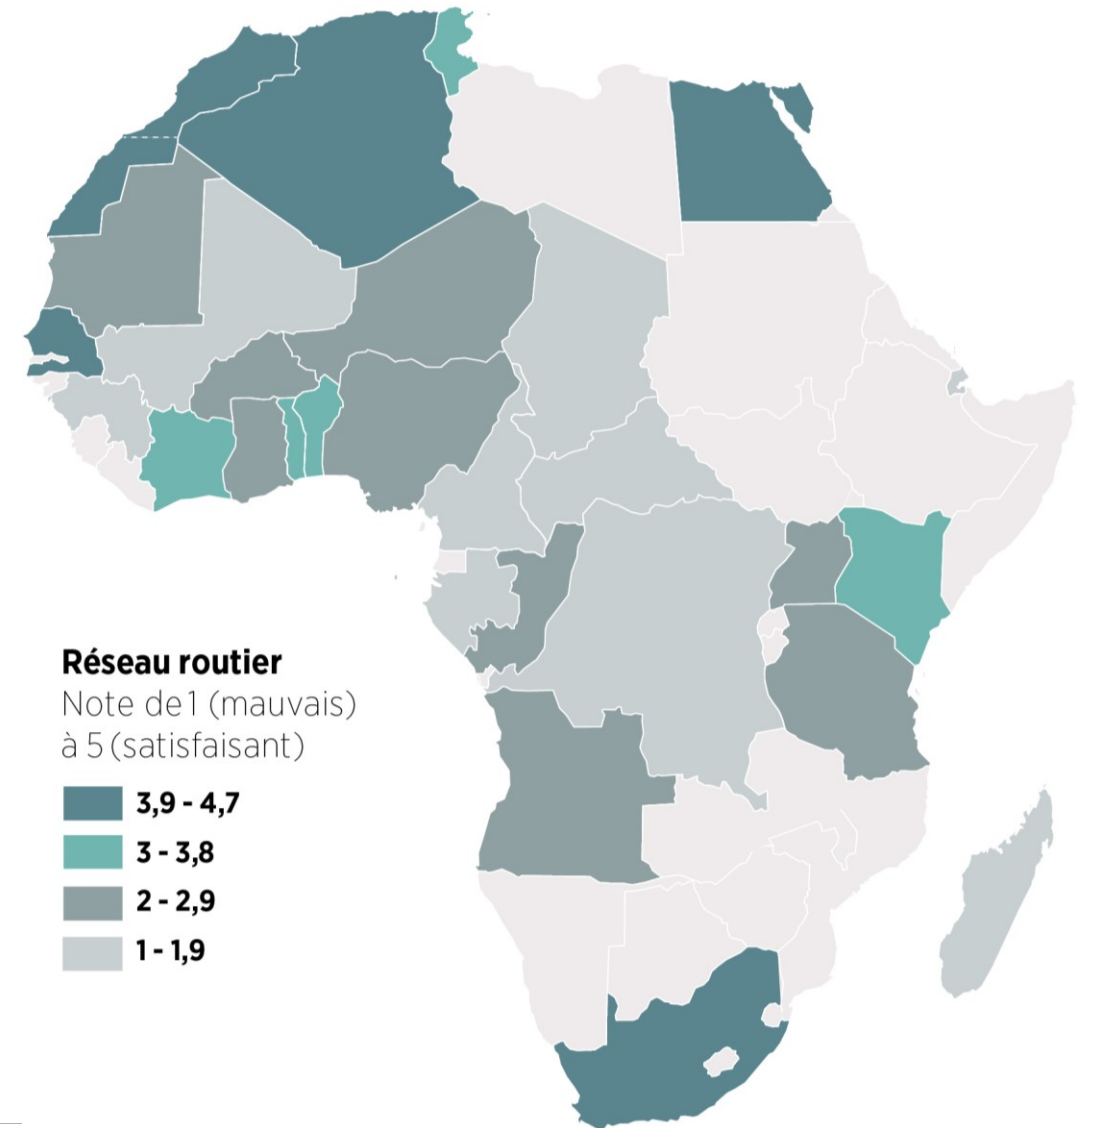 Réseau routier
Note de 1 (mauvais)
à 5 (satisfaisant)
3,9 - 4,7
3 - 3,8
2 - 2,9
1 - 1,9